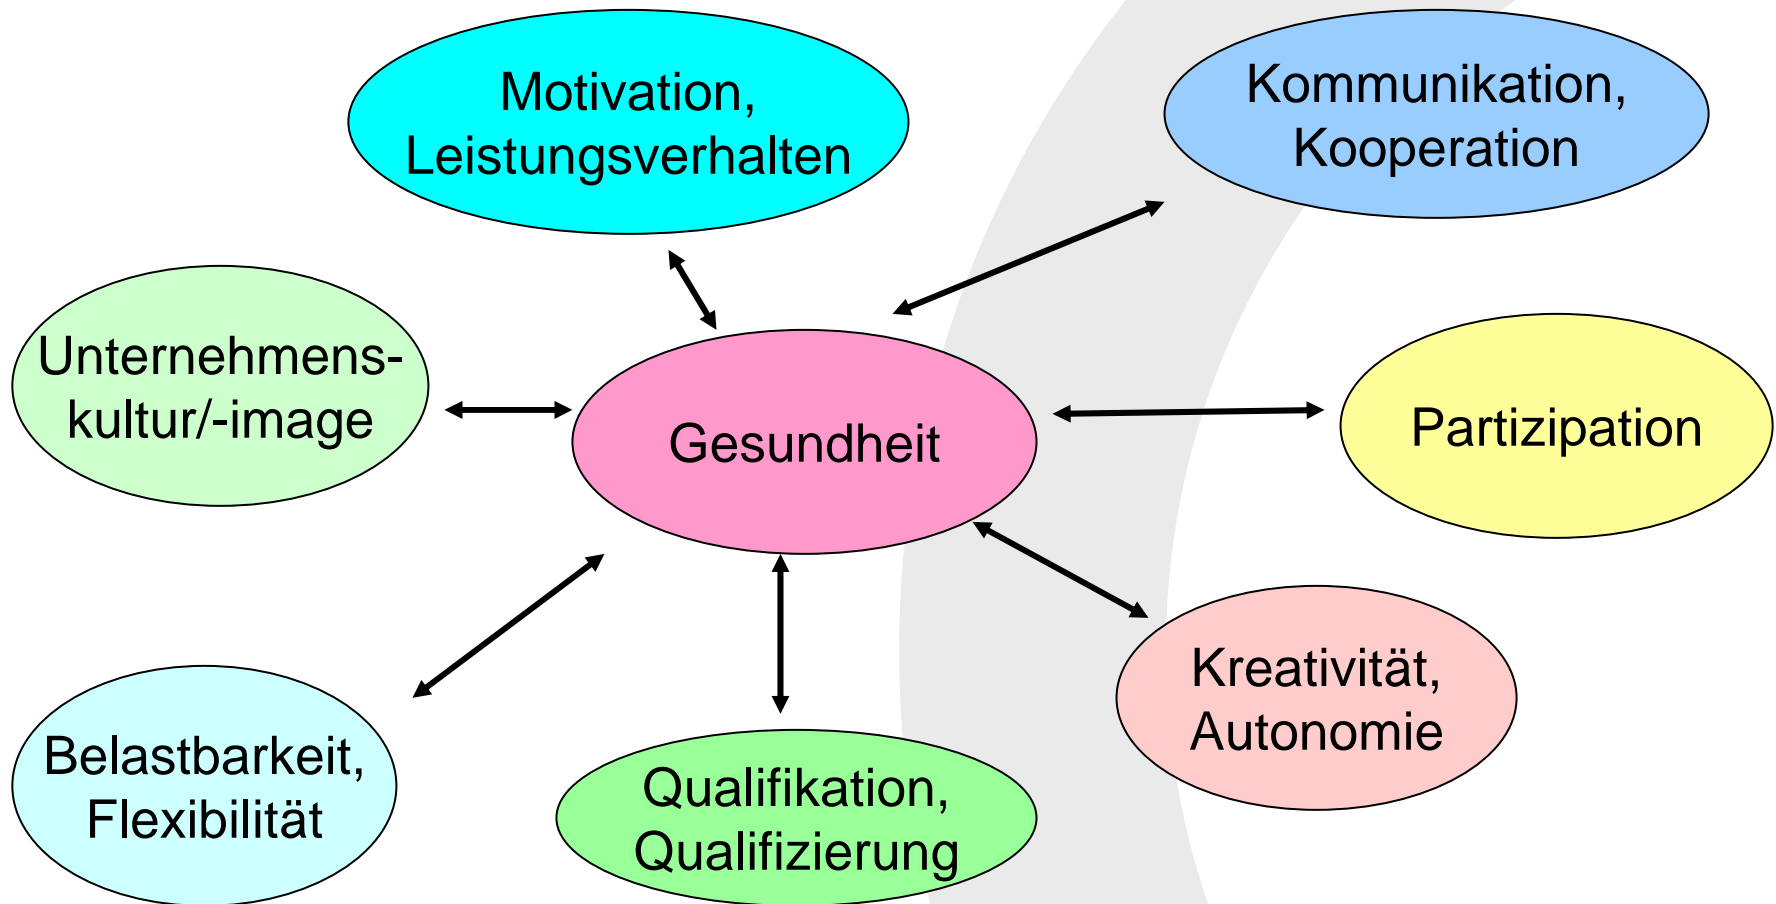 Motivation,
Leistungsverhalten
Kommunikation,
Kooperation
Unternehmens-
kultur/-image
Gesundheit
Partizipation
Kreativität,
Autonomie
Belastbarkeit,
Flexibilität
Qualifikation,
Qualifizierung